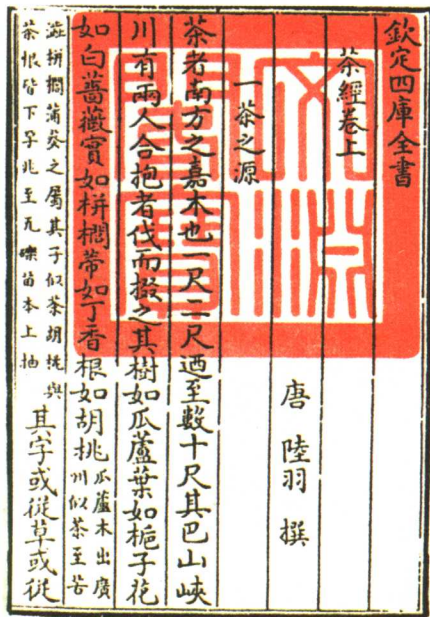 欽定四庫全書
茶經卷上
唐 陸羽 撰
一茶之源
茶者南方之嘉木也一尺二尺迺至數十尺其巴山峽
川有兩人合抱者伐而掇之其樹如瓜蘆葉如梔子花
如白薔薇實如栟櫚蒂如丁香根如胡桃
瓜蘆木出廣
川似茶至苦
澁栟櫚蒲葵之屬其子似茶胡桃與
茶根皆下孕兆至瓦礫苗木上抽
其字或從草或從
文淵閣寶